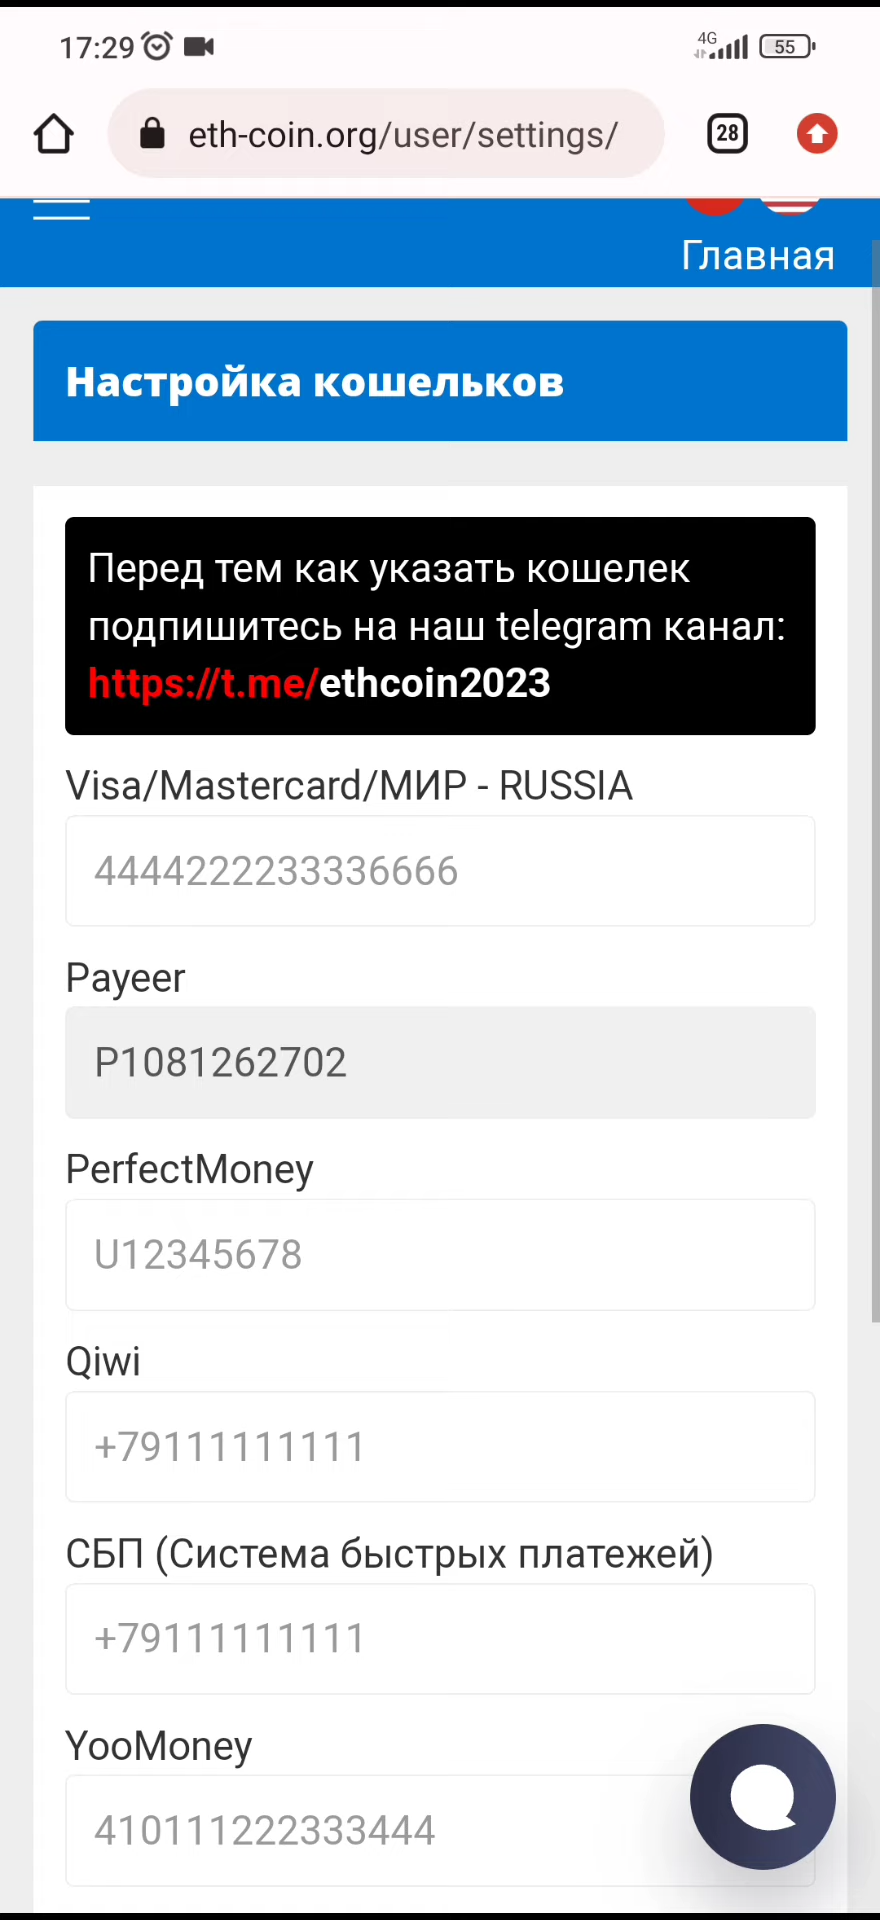 17:29
4G
55
eth-coin.org/user/settings/
28
Главная
Настройка кошельков
Перед тем как указать кошелек
подпишитесь на наш telegram канал:
https://t.me/ethcoin2023
Visa/Mastercard/МИР - RUSSIA
4444222233336666
Payeer
P1081262702
PerfectMoney
U12345678
Qiwi
+79111111111
СБП (Система быстрых платежей)
+79111111111
YooMoney
410111222333444